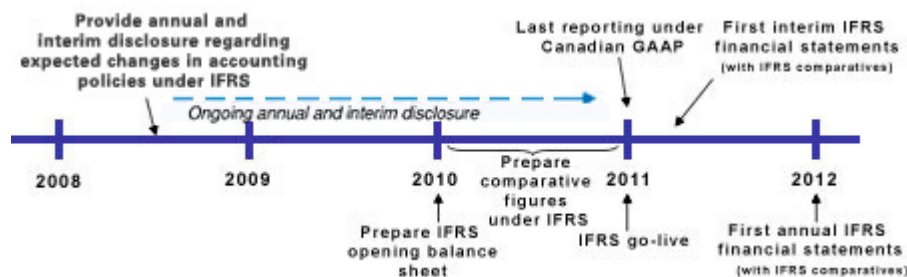 Provide annual and
interim disclosure regarding
expected changes in accounting
policies under IFRS
Last reporting under
Canadian GAAP
First interim IFRS
financial statements
(with IFRS comparatives)
Ongoing annual and interim disclosure
2008
2009
2010
Prepare
comparative
figures
under IFRS
2011
2012
Prepare IFRS
opening balance
sheet
IFRS go-live
First annual IFRS
financial statements
(with IFRS comparatives)